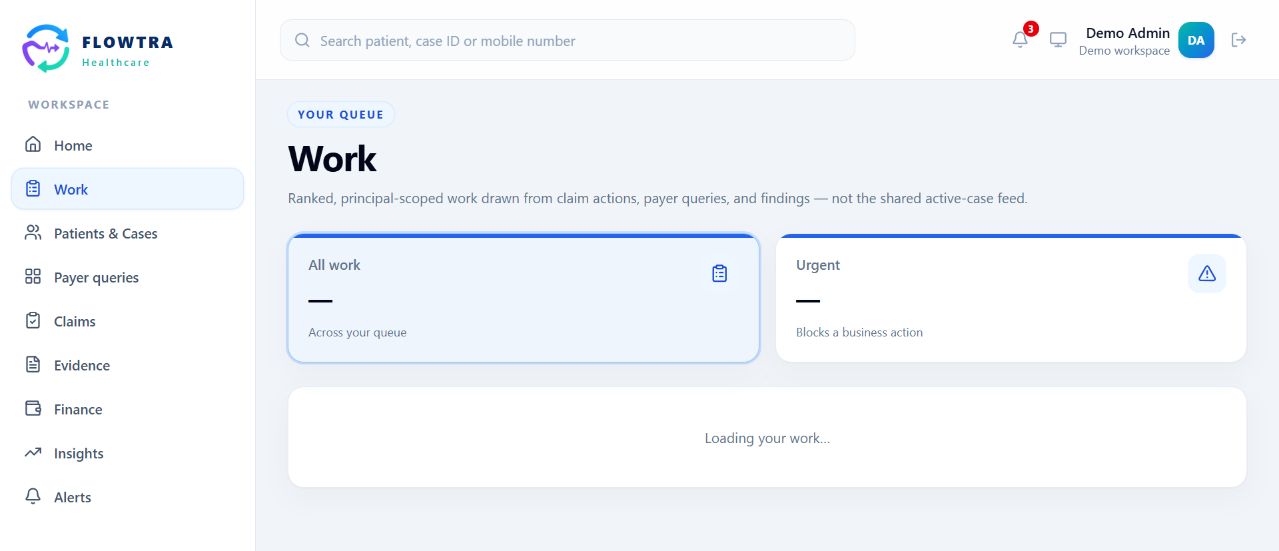 FLOWTRA
Healthcare
WORKSPACE
Home
Work
Patients & Cases
Payer queries
Claims
Evidence
Finance
Insights
Alerts
Search patient, case ID or mobile number
3
Demo Admin
Demo workspace
DA
YOUR QUEUE
Work
Ranked, principal-scoped work drawn from claim actions, payer queries, and findings — not the shared active-case feed.
All work
—
Across your queue
Urgent
—
Blocks a business action
Loading your work...